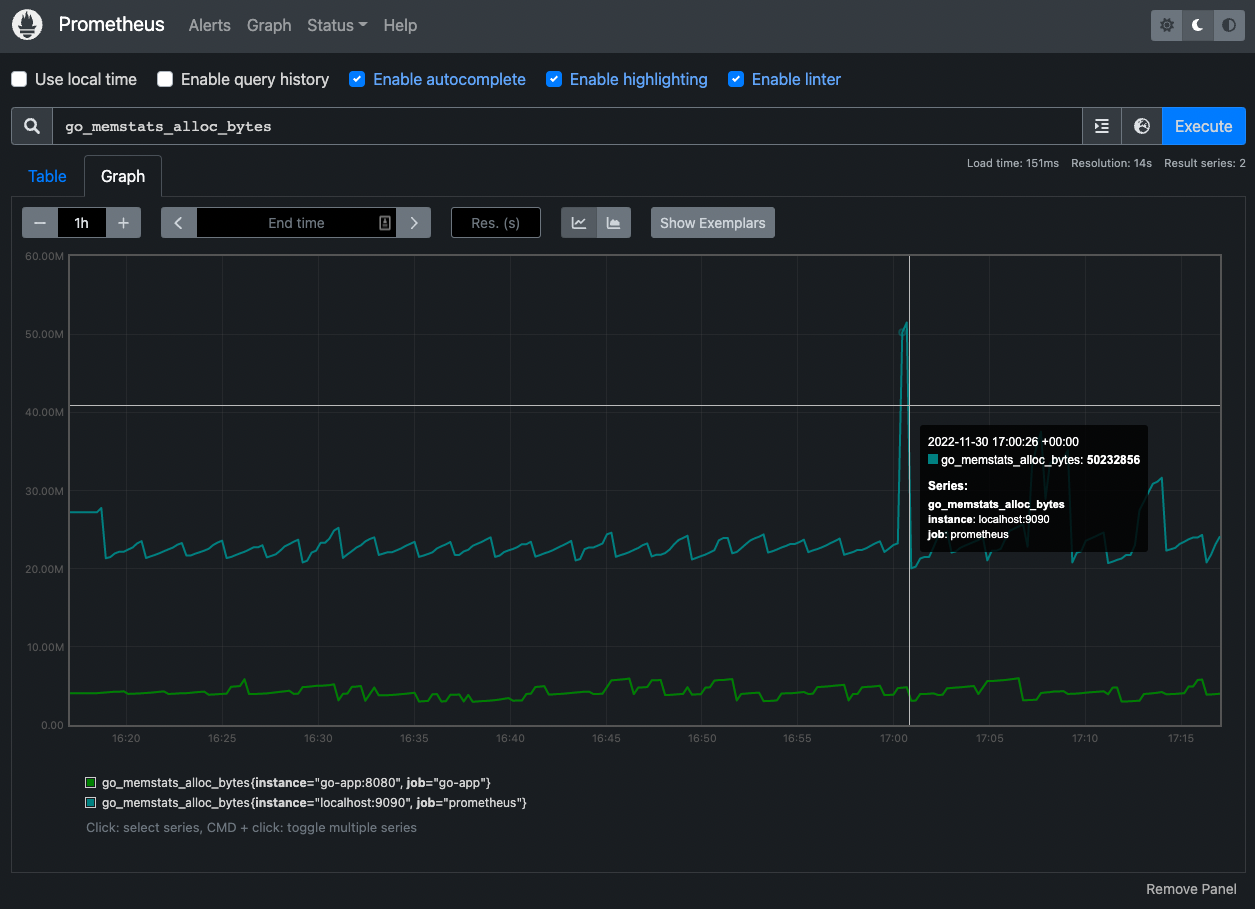 Prometheus Alerts Graph Status Help
Use local time Enable query history Enable autocomplete Enable highlighting Enable linter
go_memstats_alloc_bytes Execute
Load time: 151ms Resolution: 14s Result series: 2
Table Graph
− 1h + End time Res. (s) Show Exemplars
60.00M
50.00M
40.00M
30.00M
20.00M
10.00M
0.00
2022-11-30 17:00:26 +00:00
go_memstats_alloc_bytes: 50232856
Series:
go_memstats_alloc_bytes
instance: localhost:9090
job: prometheus
16:20 16:25 16:30 16:35 16:40 16:45 16:50 16:55 17:00 17:05 17:10 17:15
go_memstats_alloc_bytes{instance="go-app:8080", job="go-app"}
go_memstats_alloc_bytes{instance="localhost:9090", job="prometheus"}
Click: select series, CMD + click: toggle multiple series
Remove Panel